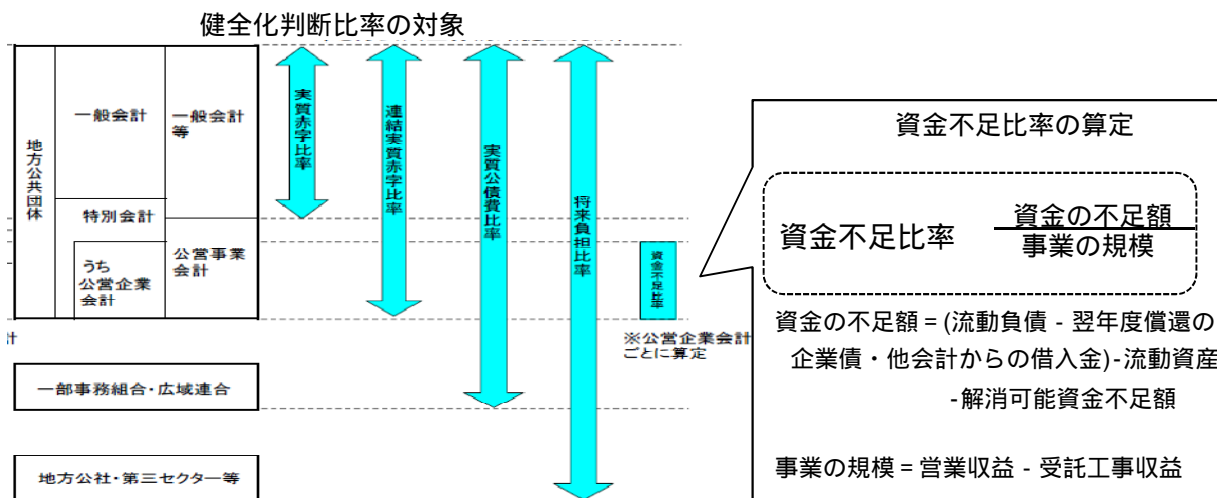 健全化判断比率の対象
地方公共団体
一般会計
一般会計
等
特別会計
うち
公営企業
会計
公営事業
会計
実質赤字比率
連結実質赤字比率
実質公債費比率
将来負担比率
資金不足比率
※公営企業会計
ごとに算定
計
一部事務組合・広域連合
地方公社・第三セクター等
資金不足比率の算定
資金不足比率
資金の不足額
事業の規模
資金の不足額 = (流動負債 - 翌年度償還の
企業債・他会計からの借入金) - 流動資産
- 解消可能資金不足額
事業の規模 = 営業収益 - 受託工事収益